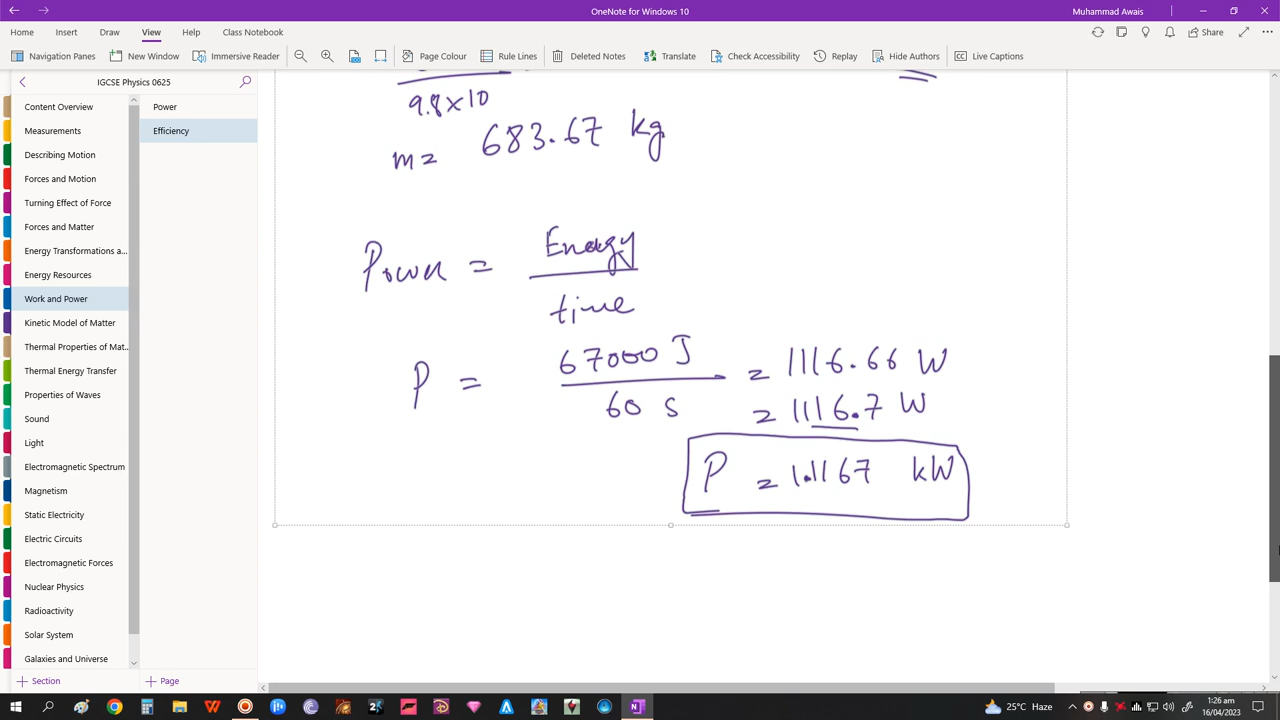 OneNote for Windows 10
Muhammad Awais
Home Insert Draw View Help Class Notebook
Share
Navigation Panes New Window Immersive Reader Page Colour Rule Lines Deleted Notes Translate Check Accessibility Replay Hide Authors Live Captions
IGCSE Physics 0625
Content Overview
Measurements
Describing Motion
Forces and Motion
Turning Effect of Force
Forces and Matter
Energy Transformations a...
Energy Resources
Work and Power
Kinetic Model of Matter
Thermal Properties of Mat...
Thermal Energy Transfer
Properties of Waves
Sound
Light
Electromagnetic Spectrum
Magnetism
Static Electricity
Electric Circuits
Electromagnetic Forces
Nuclear Physics
Radioactivity
Solar System
Galaxies and Universe
+ Section
Power
Efficiency
+ Page
9.8×10
m = 683.67 kg
Power = Energy
time
P = 67000 J = 1116.66 W
60 s = 1116.7 W
P = 1.1167 kW
25°C Haze
1:26 am
16/04/2023